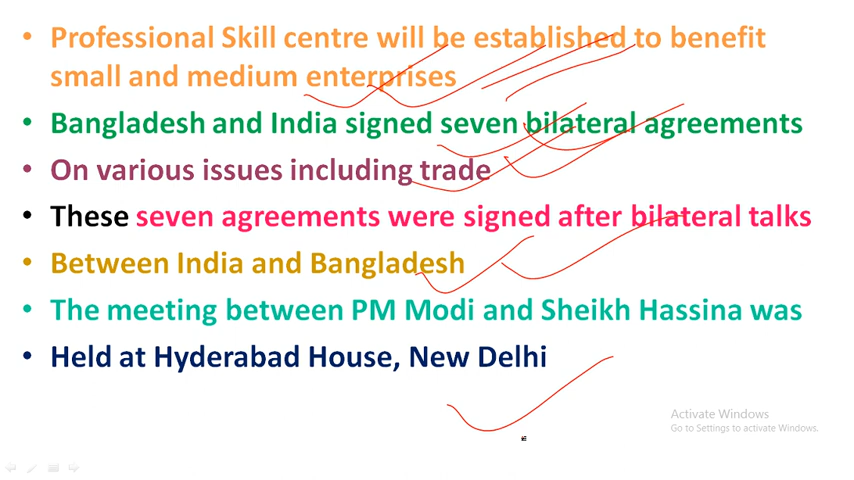 • Professional Skill centre will be established to benefit
small and medium enterprises
• Bangladesh and India signed seven bilateral agreements
• On various issues including trade
• These seven agreements were signed after bilateral talks
• Between India and Bangladesh
• The meeting between PM Modi and Sheikh Hassina was
• Held at Hyderabad House, New Delhi
Activate Windows
Go to Settings to activate Windows.